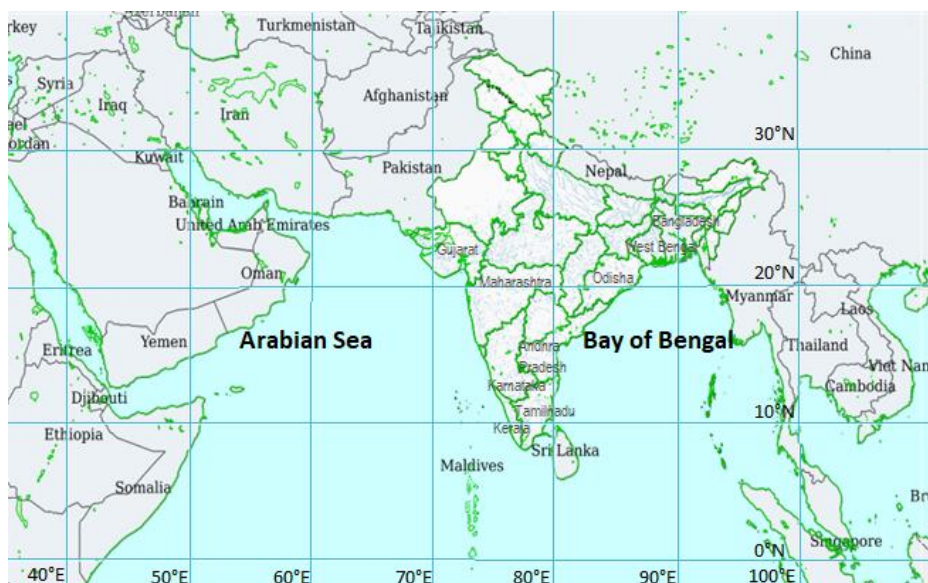 Turkmenistan
Tajikistan
China
Syria
Iraq
Iran
Afghanistan
30°N
Kuwait
Pakistan
Nepal
Bahrain
United Arab Emirates
Bangladesh
Gujarat
West Bengal
Oman
Maharashtra
Odisha
20°N
Myanmar
Laos
Eritrea
Yemen
Arabian Sea
Bay of Bengal
Thailand
Andhra
Pradesh
Viet Nam
Djibouti
Karnataka
Cambodia
Tamilnadu
10°N
Ethiopia
Kerala
Sri Lanka
Maldives
Somalia
Singapore
0°N
40°E 50°E 60°E 70°E 80°E 90°E 100°E